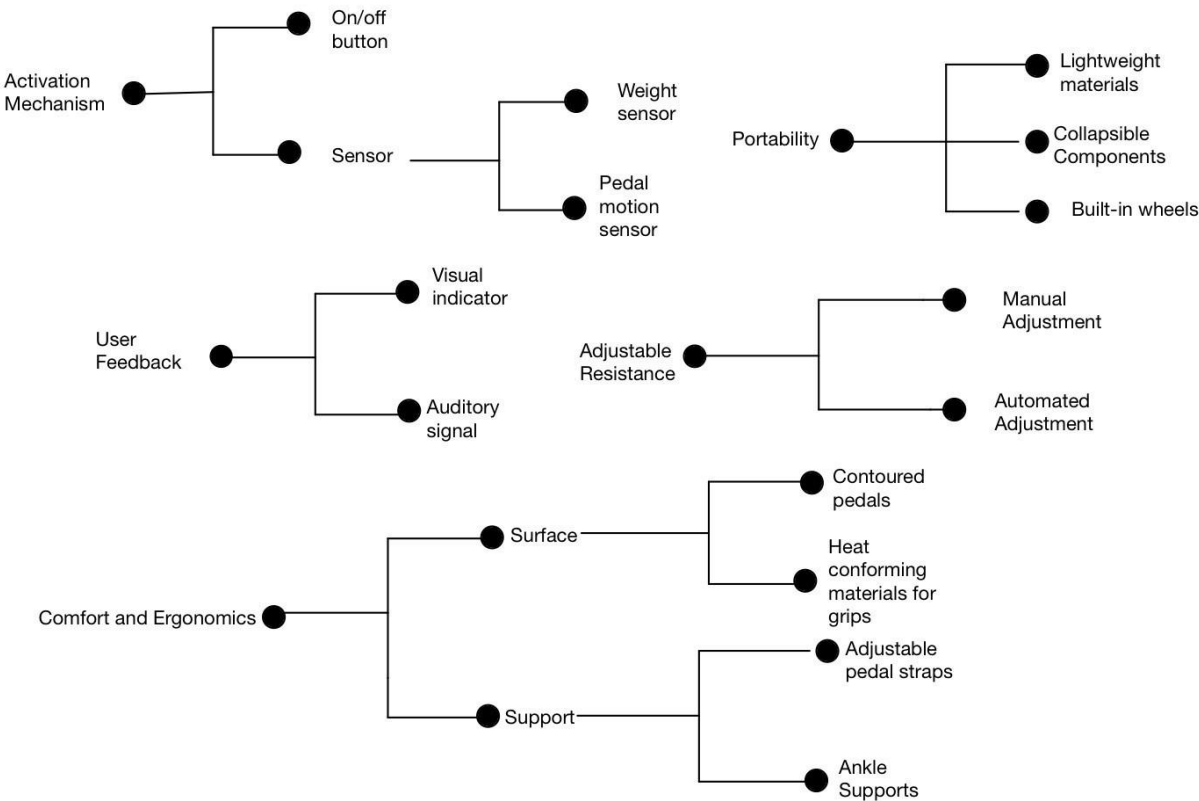 On/off
button
Activation
Mechanism
Sensor
Weight
sensor
Pedal
motion
sensor
Portability
Lightweight
materials
Collapsible
Components
Built-in wheels
User
Feedback
Visual
indicator
Auditory
signal
Adjustable
Resistance
Manual
Adjustment
Automated
Adjustment
Comfort and Ergonomics
Surface
Contoured
pedals
Heat
conforming
materials for
grips
Support
Adjustable
pedal straps
Ankle
Supports